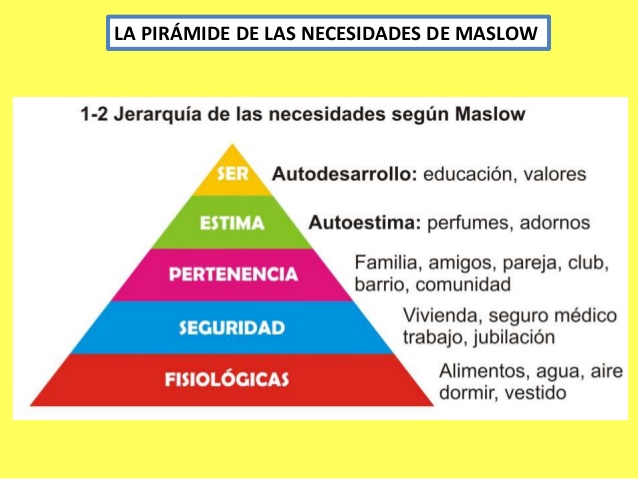 LA PIRÁMIDE DE LAS NECESIDADES DE MASLOW
1-2 Jerarquía de las necesidades según Maslow
SER
Autodesarrollo: educación, valores
ESTIMA
Autoestima: perfumes, adornos
PERTENENCIA
Familia, amigos, pareja, club,
barrio, comunidad
SEGURIDAD
Vivienda, seguro médico
trabajo, jubilación
FISIOLÓGICAS
Alimentos, agua, aire
dormir, vestido